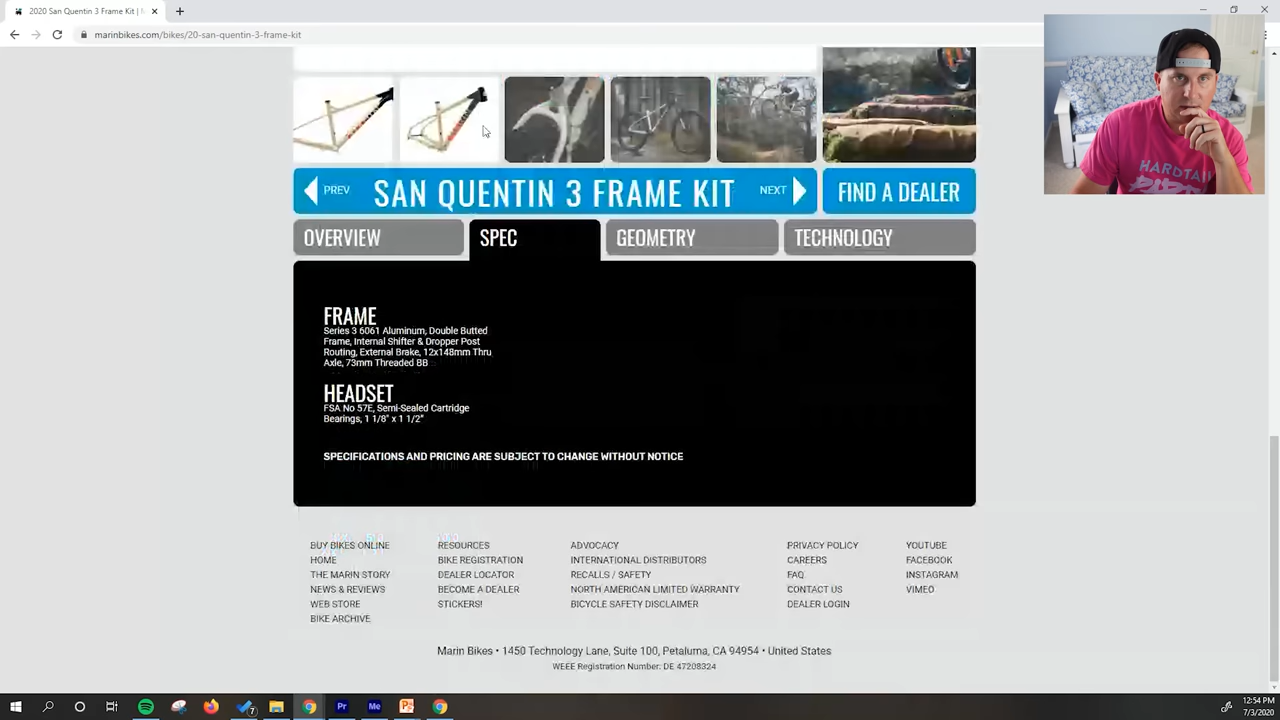 2020 San Quentin 3 Frame Kit |
marinbikes.com/bikes/20-san-quentin-3-frame-kit
HARDTAIL
PREV SAN QUENTIN 3 FRAME KIT NEXT FIND A DEALER
OVERVIEW SPEC GEOMETRY TECHNOLOGY
FRAME
Series 3 6061 Aluminum, Double Butted
Frame, Internal Shifter & Dropper Post
Routing, External Brake, 12x148mm Thru
Axle, 73mm Threaded BB
HEADSET
FSA No 57E, Semi-Sealed Cartridge
Bearings, 1 1/8" x 1 1/2"
SPECIFICATIONS AND PRICING ARE SUBJECT TO CHANGE WITHOUT NOTICE
BUY BIKES ONLINE RESOURCES ADVOCACY PRIVACY POLICY YOUTUBE
HOME BIKE REGISTRATION INTERNATIONAL DISTRIBUTORS CAREERS FACEBOOK
THE MARIN STORY DEALER LOCATOR RECALLS / SAFETY FAQ INSTAGRAM
NEWS & REVIEWS BECOME A DEALER NORTH AMERICAN LIMITED WARRANTY CONTACT US VIMEO
WEB STORE STICKERS! BICYCLE SAFETY DISCLAIMER DEALER LOGIN
BIKE ARCHIVE
Marin Bikes • 1450 Technology Lane, Suite 100, Petaluma, CA 94954 • United States
WEEE Registration Number: DE 47208324
7 Pr Me P
12:54 PM
7/3/2020